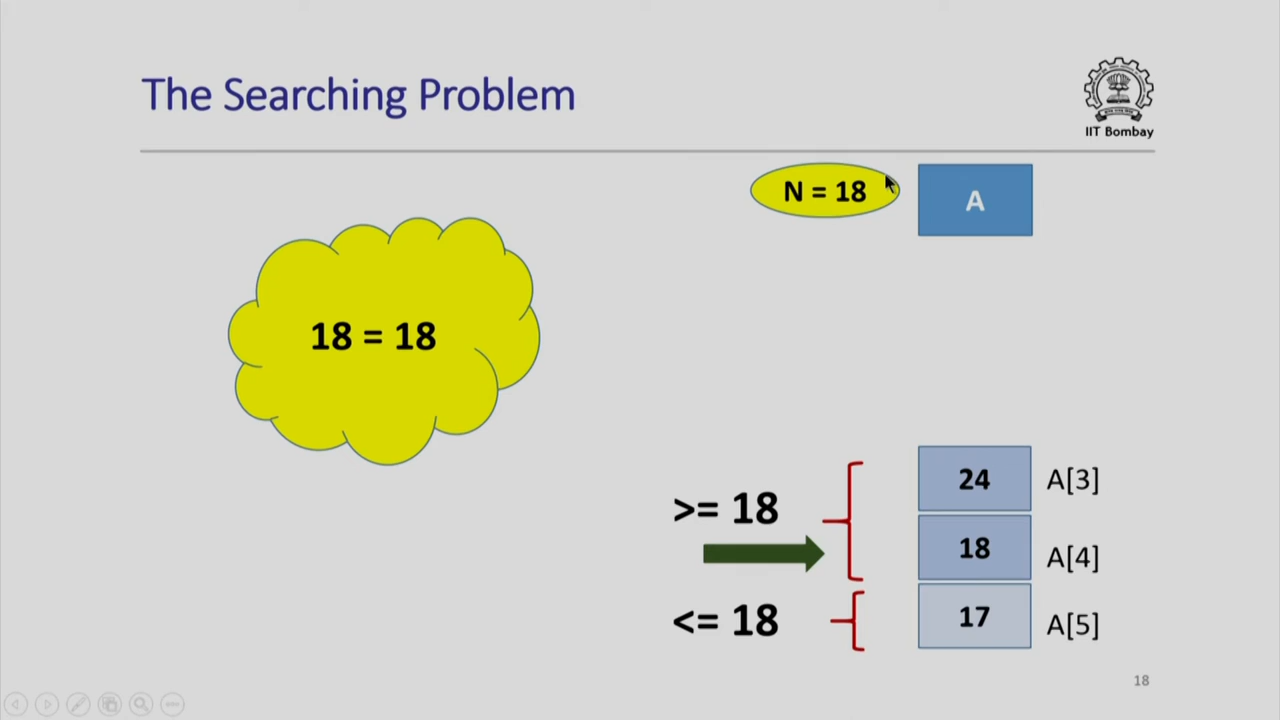 The Searching Problem
IIT Bombay
N = 18
A
18 = 18
24
A[3]
>= 18
18
A[4]
<= 18
17
A[5]
18